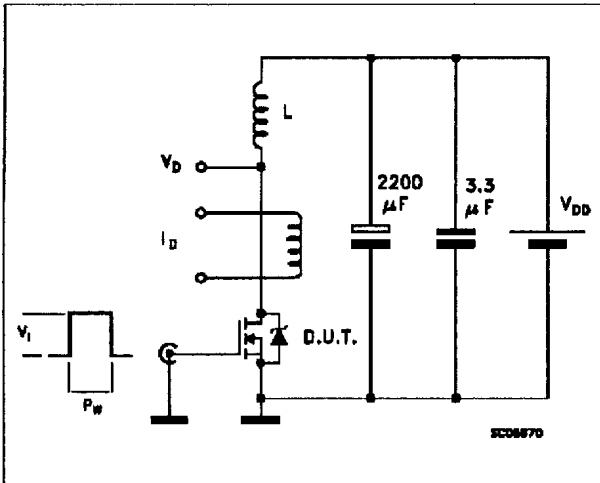 L
V_D
2200
μF
3.3
μF
V_DD
I_D
D.U.T.
V_i
P_W
SC06870